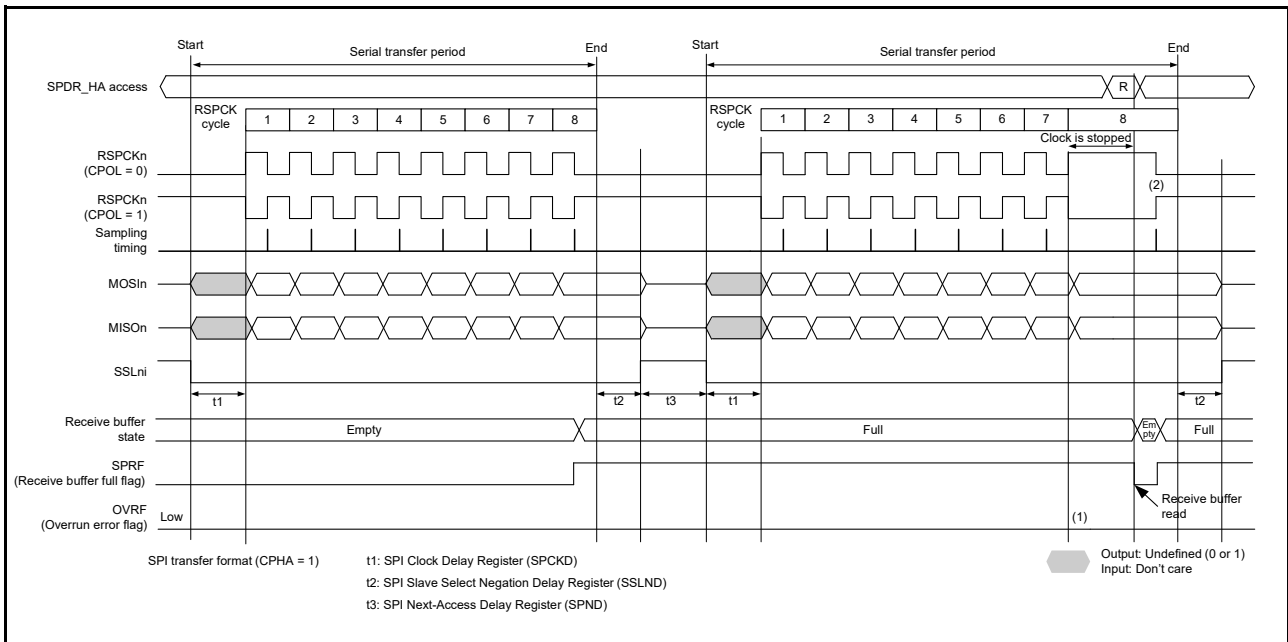 Start
Serial transfer period
End
Start
Serial transfer period
End
SPDR_HA access
R
RSPCK
cycle
1 2 3 4 5 6 7 8
RSPCK
cycle
1 2 3 4 5 6 7 8
Clock is stopped
RSPCKn
(CPOL = 0)
(2)
RSPCKn
(CPOL = 1)
Sampling
timing
MOSIn
MISOn
SSLni
t1
t2
t3
t1
t2
Receive buffer
state
Empty
Full
Em
pty
Full
SPRF
(Receive buffer full flag)
Receive buffer
read
OVRF
(Overrun error flag)
Low
(1)
SPI transfer format (CPHA = 1)
t1: SPI Clock Delay Register (SPCKD)
t2: SPI Slave Select Negation Delay Register (SSLND)
t3: SPI Next-Access Delay Register (SPND)
Output: Undefined (0 or 1)
Input: Don't care